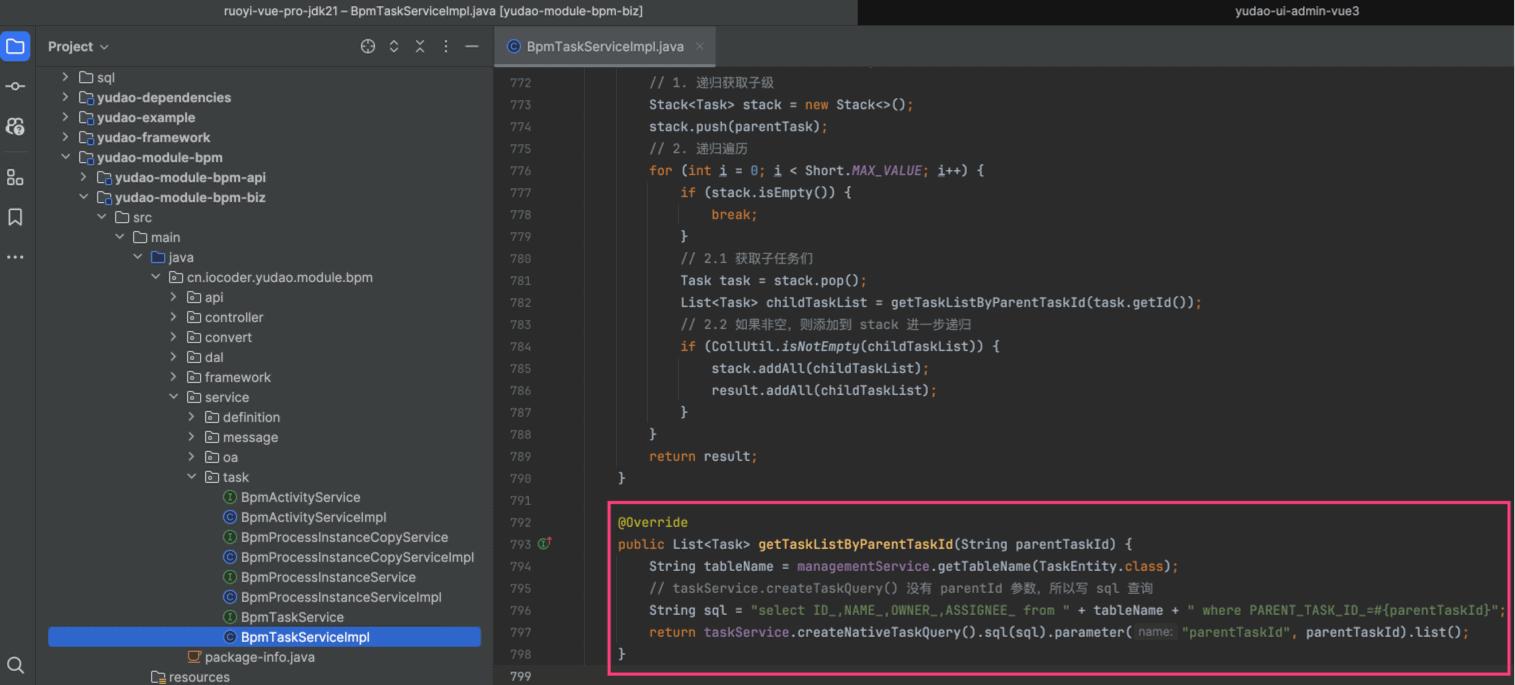 ruoyi-vue-pro-jdk21 – BpmTaskServiceImpl.java [yudao-module-bpm-biz]
yudao-ui-admin-vue3
Project
BpmTaskServiceImpl.java
sql
yudao-dependencies
yudao-example
yudao-framework
yudao-module-bpm
yudao-module-bpm-api
yudao-module-bpm-biz
src
main
java
cn.iocoder.yudao.module.bpm
api
controller
convert
dal
framework
service
definition
message
oa
task
BpmActivityService
BpmActivityServiceImpl
BpmProcessInstanceCopyService
BpmProcessInstanceCopyServiceImpl
BpmProcessInstanceService
BpmProcessInstanceServiceImpl
BpmTaskService
BpmTaskServiceImpl
package-info.java
resources
772 // 1. 递归获取子级
773 Stack<Task> stack = new Stack<>();
774 stack.push(parentTask);
775 // 2. 递归遍历
776 for (int i = 0; i < Short.MAX_VALUE; i++) {
777 if (stack.isEmpty()) {
778 break;
779 }
780 // 2.1 获取子任务们
781 Task task = stack.pop();
782 List<Task> childTaskList = getTaskListByParentTaskId(task.getId());
783 // 2.2 如果非空，则添加到 stack 进一步递归
784 if (CollUtil.isNotEmpty(childTaskList)) {
785 stack.addAll(childTaskList);
786 result.addAll(childTaskList);
787 }
788 }
789 return result;
790 }
791
792 @Override
793 public List<Task> getTaskListByParentTaskId(String parentTaskId) {
794 String tableName = managementService.getTableName(TaskEntity.class);
795 // taskService.createTaskQuery() 没有 parentId 参数，所以写 sql 查询
796 String sql = "select ID_,NAME_,OWNER_,ASSIGNEE_ from " + tableName + " where PARENT_TASK_ID_=#{parentTaskId}";
797 return taskService.createNativeTaskQuery().sql(sql).parameter( name: "parentTaskId", parentTaskId).list();
798 }
799